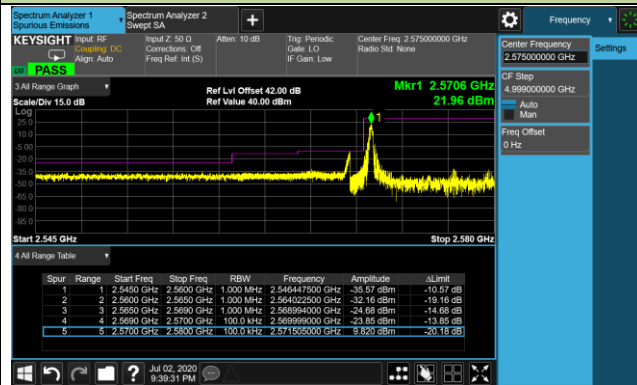 Spectrum Analyzer 1
Spurious Emissions
Spectrum Analyzer 2
Swept SA
Frequency
KEYSIGHT
Input: RF
Coupling: DC
Align: Auto
Input Z: 50 Ω
Corrections: Off
Freq Ref: Int (S)
Atten: 10 dB
Trig: Periodic
Gate: LO
IF Gain: Low
Center Freq: 2.575000000 GHz
Radio Std: None
LV PASS
3 All Range Graph
Scale/Div 15.0 dB
Ref Lvl Offset 42.00 dB
Ref Value 40.00 dBm
Mkr1 2.5706 GHz
21.96 dBm
Log
25.0
10.0
-5.00
-20.0
-35.0
-50.0
-65.0
-80.0
-95.0
1
Start 2.545 GHz
Stop 2.580 GHz
4 All Range Table
Spur Range Start Freq Stop Freq RBW Frequency Amplitude ΔLimit
1 1 2.5450 GHz 2.5600 GHz 1.000 MHz 2.546447500 GHz -35.57 dBm -10.57 dB
2 2 2.5600 GHz 2.5650 GHz 1.000 MHz 2.564022500 GHz -32.16 dBm -19.16 dB
3 3 2.5650 GHz 2.5690 GHz 1.000 MHz 2.568994000 GHz -24.68 dBm -14.68 dB
4 4 2.5690 GHz 2.5700 GHz 100.0 kHz 2.569999000 GHz -23.85 dBm -13.85 dB
5 5 2.5700 GHz 2.5800 GHz 100.0 kHz 2.571505000 GHz 9.820 dBm -20.18 dB
Center Frequency
2.575000000 GHz
Settings
CF Step
4.999000000 GHz
Auto
Man
Freq Offset
0 Hz
?
Jul 02, 2020
9:39:31 PM